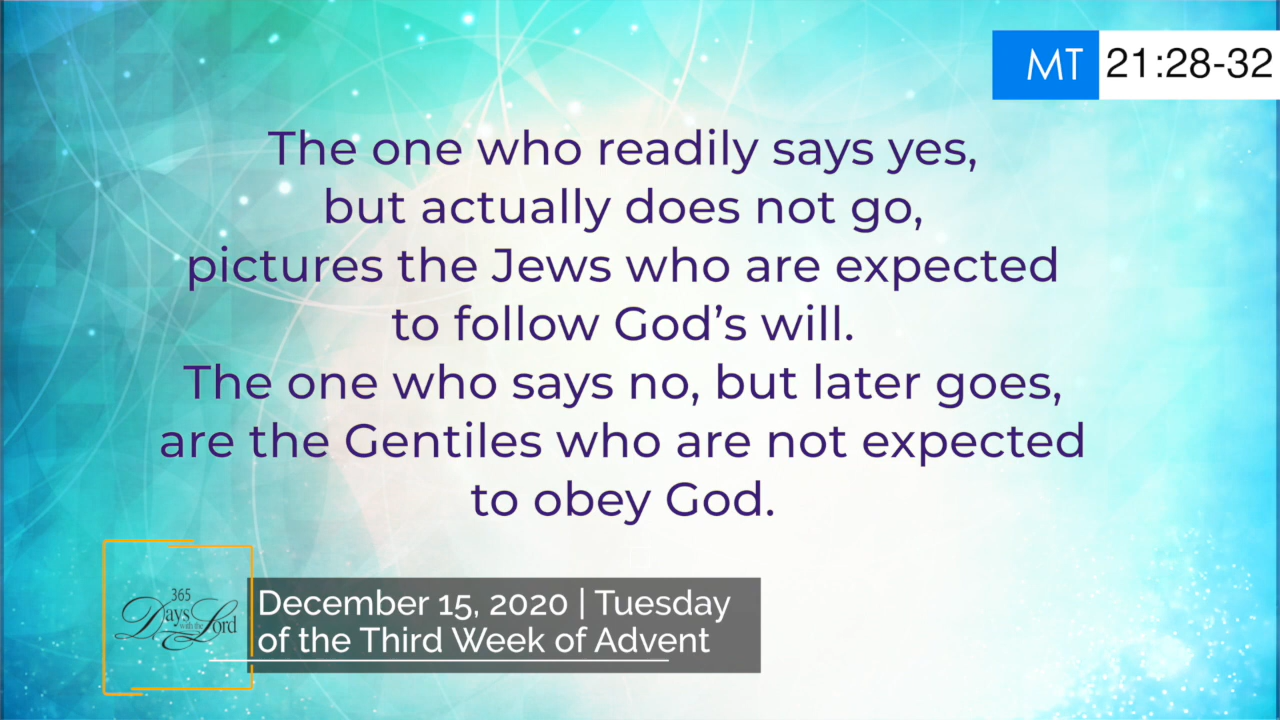 MT 21:28-32
The one who readily says yes,
but actually does not go,
pictures the Jews who are expected
to follow God’s will.
The one who says no, but later goes,
are the Gentiles who are not expected
to obey God.
365
Days with the Lord
December 15, 2020 | Tuesday
of the Third Week of Advent